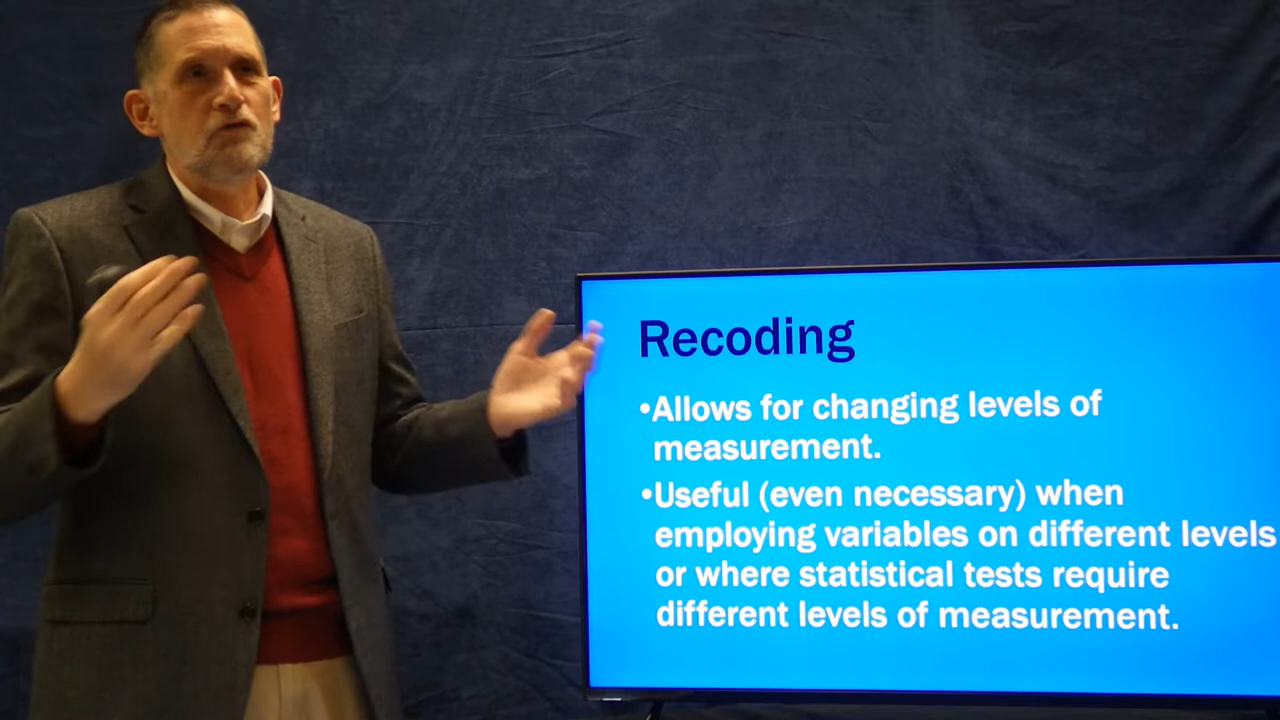 Recoding
•Allows for changing levels of
measurement.
•Useful (even necessary) when
employing variables on different levels
or where statistical tests require
different levels of measurement.